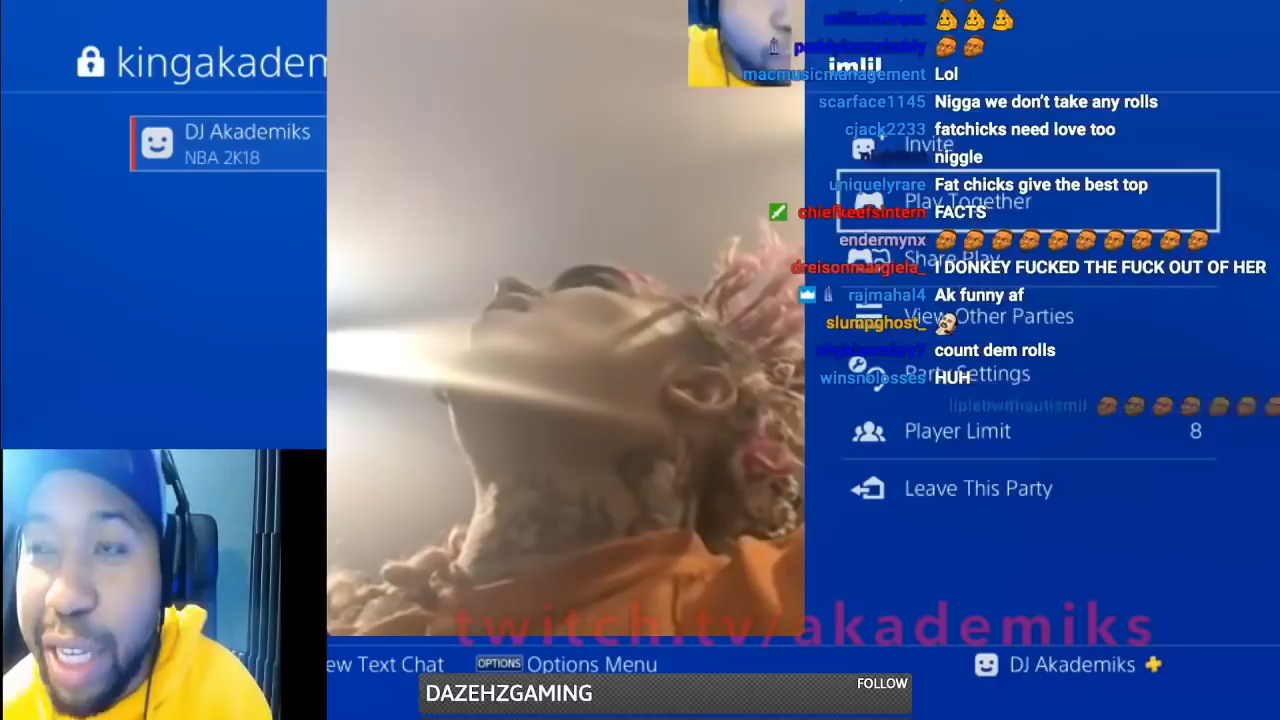 kingakadem
DJ Akademiks
NBA 2K18
imlil
macmusicmanagement Lol
scarface1145 Nigga we don't take any rolls
cjack2233 fatchicks need love too
niggle
Invite
uniquelyrare Fat chicks give the best top
Play Together
chiefkeefsintern FACTS
endermynx
Share Play
dreisonmargiela_ I DONKEY FUCKED THE FUCK OUT OF HER
rajmahal4 Ak funny af
View Other Parties
slumpghost_
count dem rolls
Party Settings
winsnolosses HUH
Player Limit 8
Leave This Party
twitch.tv/akademiks
ew Text Chat OPTIONS Options Menu DJ Akademiks
DAZEHZGAMING FOLLOW